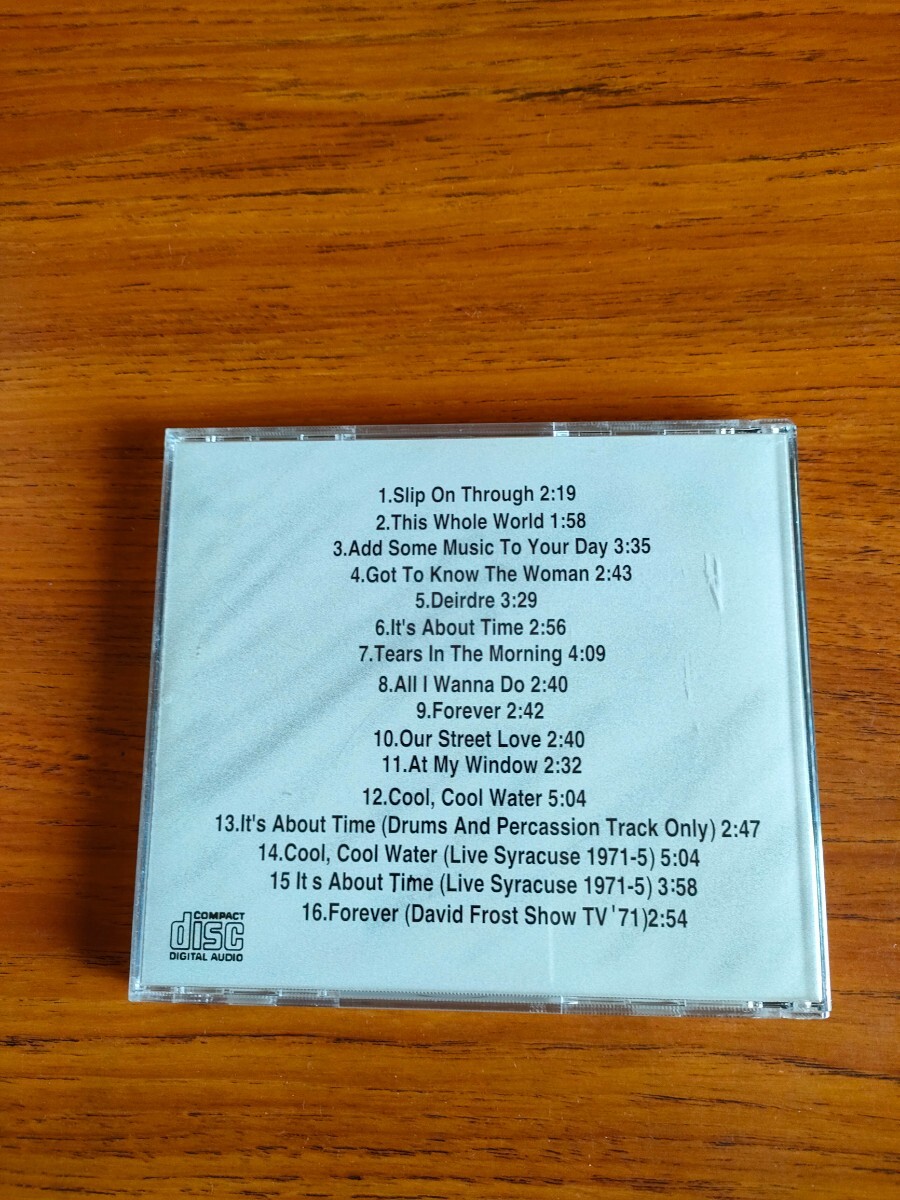 1.Slip On Through 2:19
2.This Whole World 1:58
3.Add Some Music To Your Day 3:35
4.Got To Know The Woman 2:43
5.Deirdre 3:29
6.It's About Time 2:56
7.Tears In The Morning 4:09
8.All I Wanna Do 2:40
9.Forever 2:42
10.Our Street Love 2:40
11.At My Window 2:32
12.Cool, Cool Water 5:04
13.It's About Time (Drums And Percassion Track Only) 2:47
14.Cool, Cool Water (Live Syracuse 1971-5) 5:04
15 It s About Time (Live Syracuse 1971-5) 3:58
16.Forever (David Frost Show TV '71)2:54
COMPACT
disc
DIGITAL AUDIO